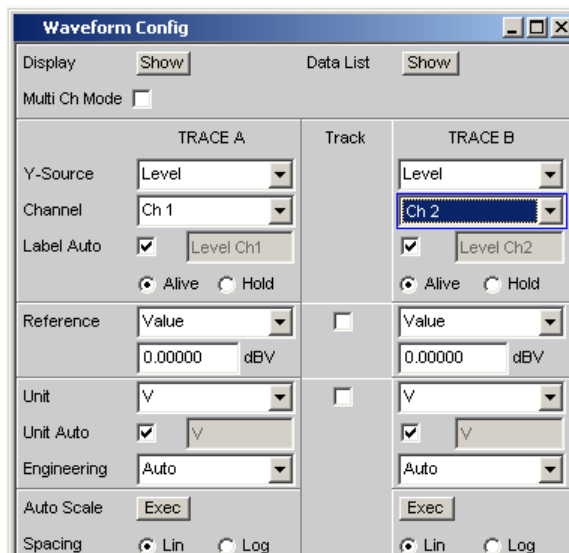 Waveform Config
Display Show Data List Show
Multi Ch Mode
TRACE A Track TRACE B
Y-Source Level Level
Channel Ch 1 Ch 2
Label Auto Level Ch1 Level Ch2
Alive Hold Alive Hold
Reference Value Value
0.00000 dBV 0.00000 dBV
Unit V V
Unit Auto V V
Engineering Auto Auto
Auto Scale Exec Exec
Spacing Lin Log Lin Log